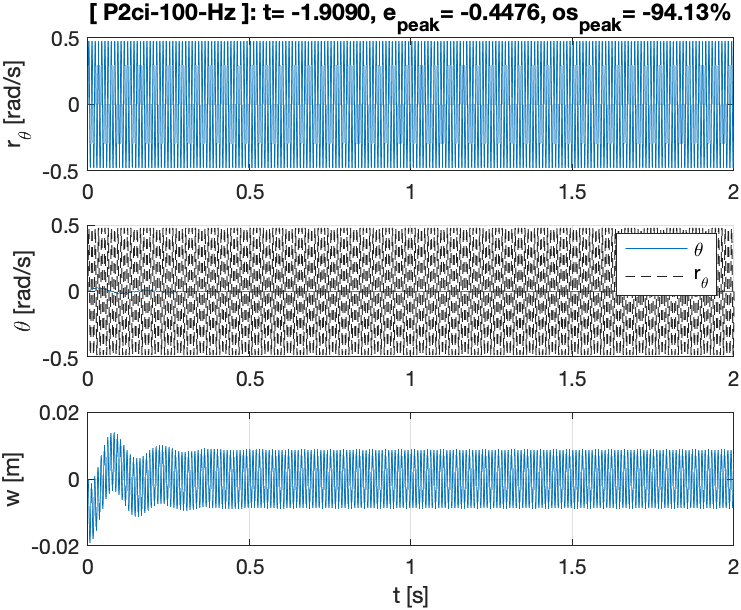 [ P2ci-100-Hz ]: t= -1.9090, e_peak= -0.4476, os_peak= -94.13%
0.5
0
-0.5
r_θ [rad/s]
0 0.5 1 1.5 2
0.5
0
-0.5
θ [rad/s]
θ
r_θ
0 0.5 1 1.5 2
0.02
0
-0.02
w [m]
0 0.5 1 1.5 2
t [s]